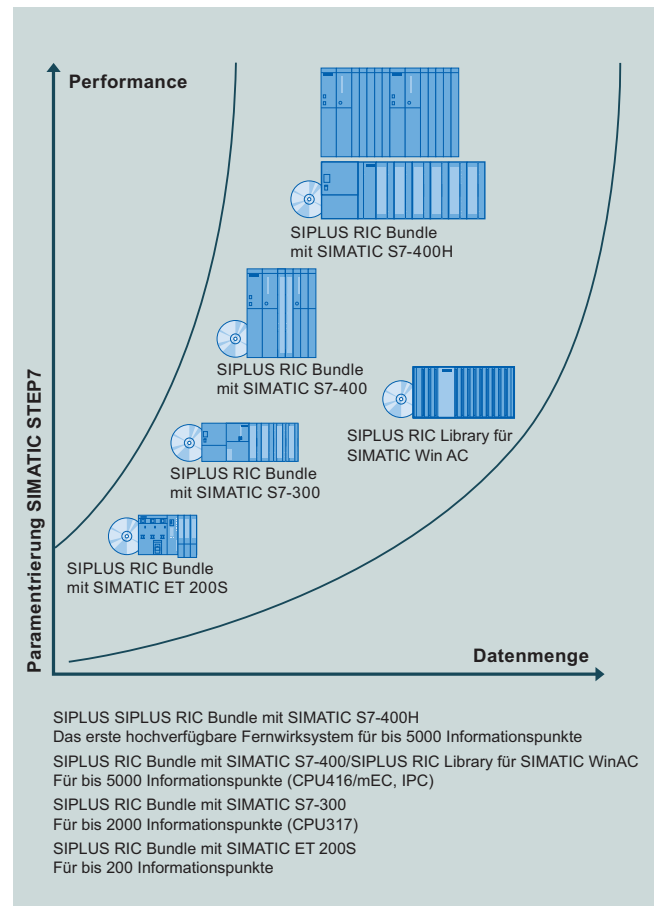 Performance
SIPLUS RIC Bundle
mit SIMATIC S7-400H
SIPLUS RIC Bundle
mit SIMATIC S7-400
SIPLUS RIC Library für
SIMATIC Win AC
SIPLUS RIC Bundle
mit SIMATIC S7-300
SIPLUS RIC Bundle
mit SIMATIC ET 200S
Paramentrierung SIMATIC STEP7
Datenmenge
SIPLUS SIPLUS RIC Bundle mit SIMATIC S7-400H
Das erste hochverfügbare Fernwirksystem für bis 5000 Informationspunkte
SIPLUS RIC Bundle mit SIMATIC S7-400/SIPLUS RIC Library für SIMATIC WinAC
Für bis 5000 Informationspunkte (CPU416/mEC, IPC)
SIPLUS RIC Bundle mit SIMATIC S7-300
Für bis 2000 Informationspunkte (CPU317)
SIPLUS RIC Bundle mit SIMATIC ET 200S
Für bis 200 Informationspunkte